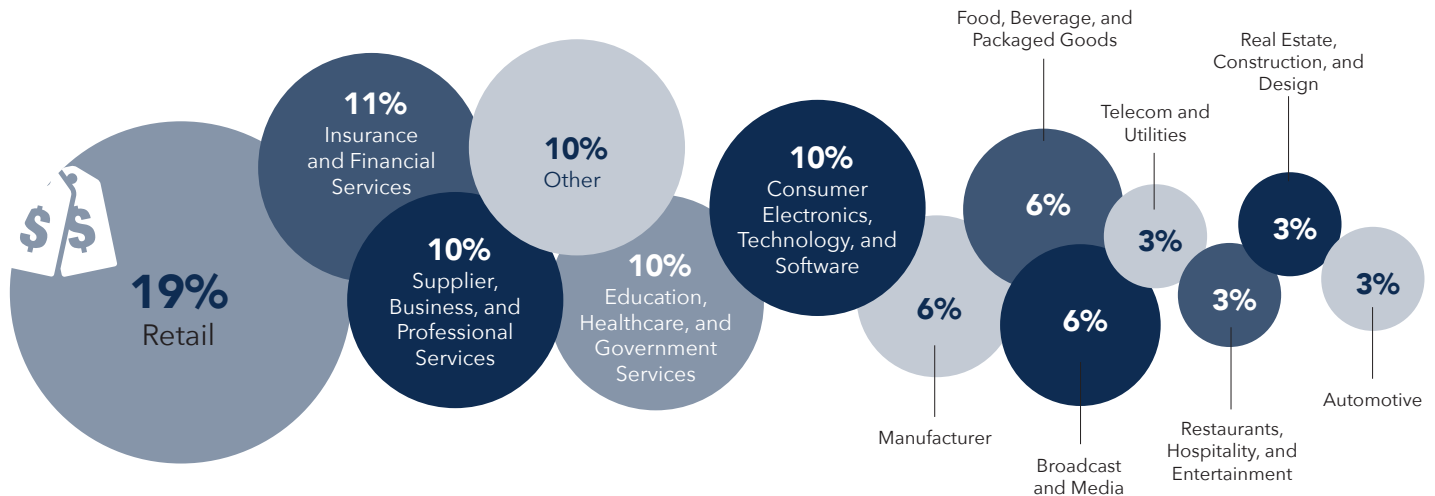 19%
Retail
$ $
11%
Insurance
and Financial
Services
10%
Supplier,
Business, and
Professional
Services
10%
Other
10%
Education,
Healthcare, and
Government
Services
10%
Consumer
Electronics,
Technology, and
Software
6%
Manufacturer
Food, Beverage, and
Packaged Goods
6%
6%
Broadcast
and Media
Telecom and
Utilities
3%
3%
Restaurants,
Hospitality, and
Entertainment
Real Estate,
Construction, and
Design
3%
3%
Automotive